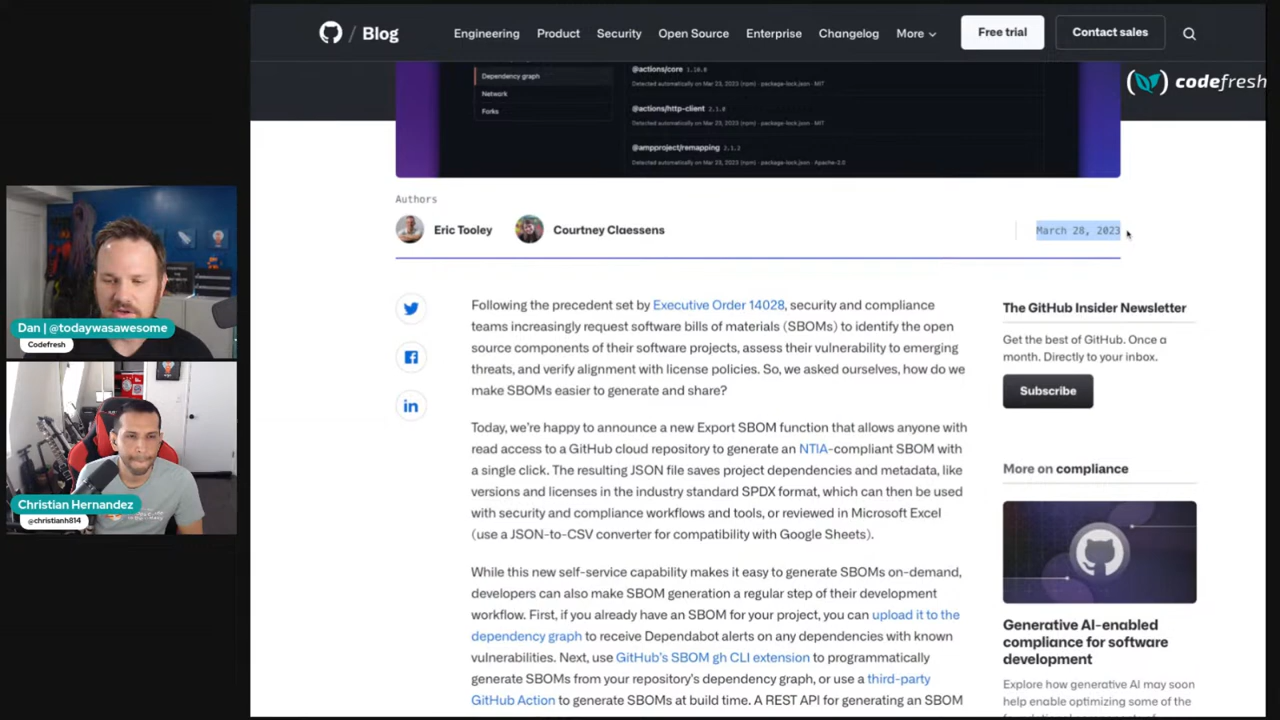 / Blog
Engineering
Product
Security
Open Source
Enterprise
Changelog
More
Free trial
Contact sales
codefresh
Dependency graph
Network
Forks
@actions/core 1.10.0
Detected automatically on Mar 23, 2023 (npm) · package-lock.json · MIT
@actions/http-client 2.1.0
Detected automatically on Mar 23, 2023 (npm) · package-lock.json · MIT
@ampproject/remapping 2.1.2
Detected automatically on Mar 23, 2023 (npm) · package-lock.json · Apache-2.0
Authors
Eric Tooley
Courtney Claessens
March 28, 2023
Dan | @todaywasawesome
Codefresh
Christian Hernandez
@christianh814
Following the precedent set by Executive Order 14028, security and compliance
teams increasingly request software bills of materials (SBOMs) to identify the open
source components of their software projects, assess their vulnerability to emerging
threats, and verify alignment with license policies. So, we asked ourselves, how do we
make SBOMs easier to generate and share?
Today, we're happy to announce a new Export SBOM function that allows anyone with
read access to a GitHub cloud repository to generate an NTIA-compliant SBOM with
a single click. The resulting JSON file saves project dependencies and metadata, like
versions and licenses in the industry standard SPDX format, which can then be used
with security and compliance workflows and tools, or reviewed in Microsoft Excel
(use a JSON-to-CSV converter for compatibility with Google Sheets).
While this new self-service capability makes it easy to generate SBOMs on-demand,
developers can also make SBOM generation a regular step of their development
workflow. First, if you already have an SBOM for your project, you can upload it to the
dependency graph to receive Dependabot alerts on any dependencies with known
vulnerabilities. Next, use GitHub's SBOM gh CLI extension to programmatically
generate SBOMs from your repository's dependency graph, or use a third-party
GitHub Action to generate SBOMs at build time. A REST API for generating an SBOM
The GitHub Insider Newsletter
Get the best of GitHub. Once a
month. Directly to your inbox.
Subscribe
More on compliance
Generative AI-enabled
compliance for software
development
Explore how generative AI may soon
help enable optimizing some of the